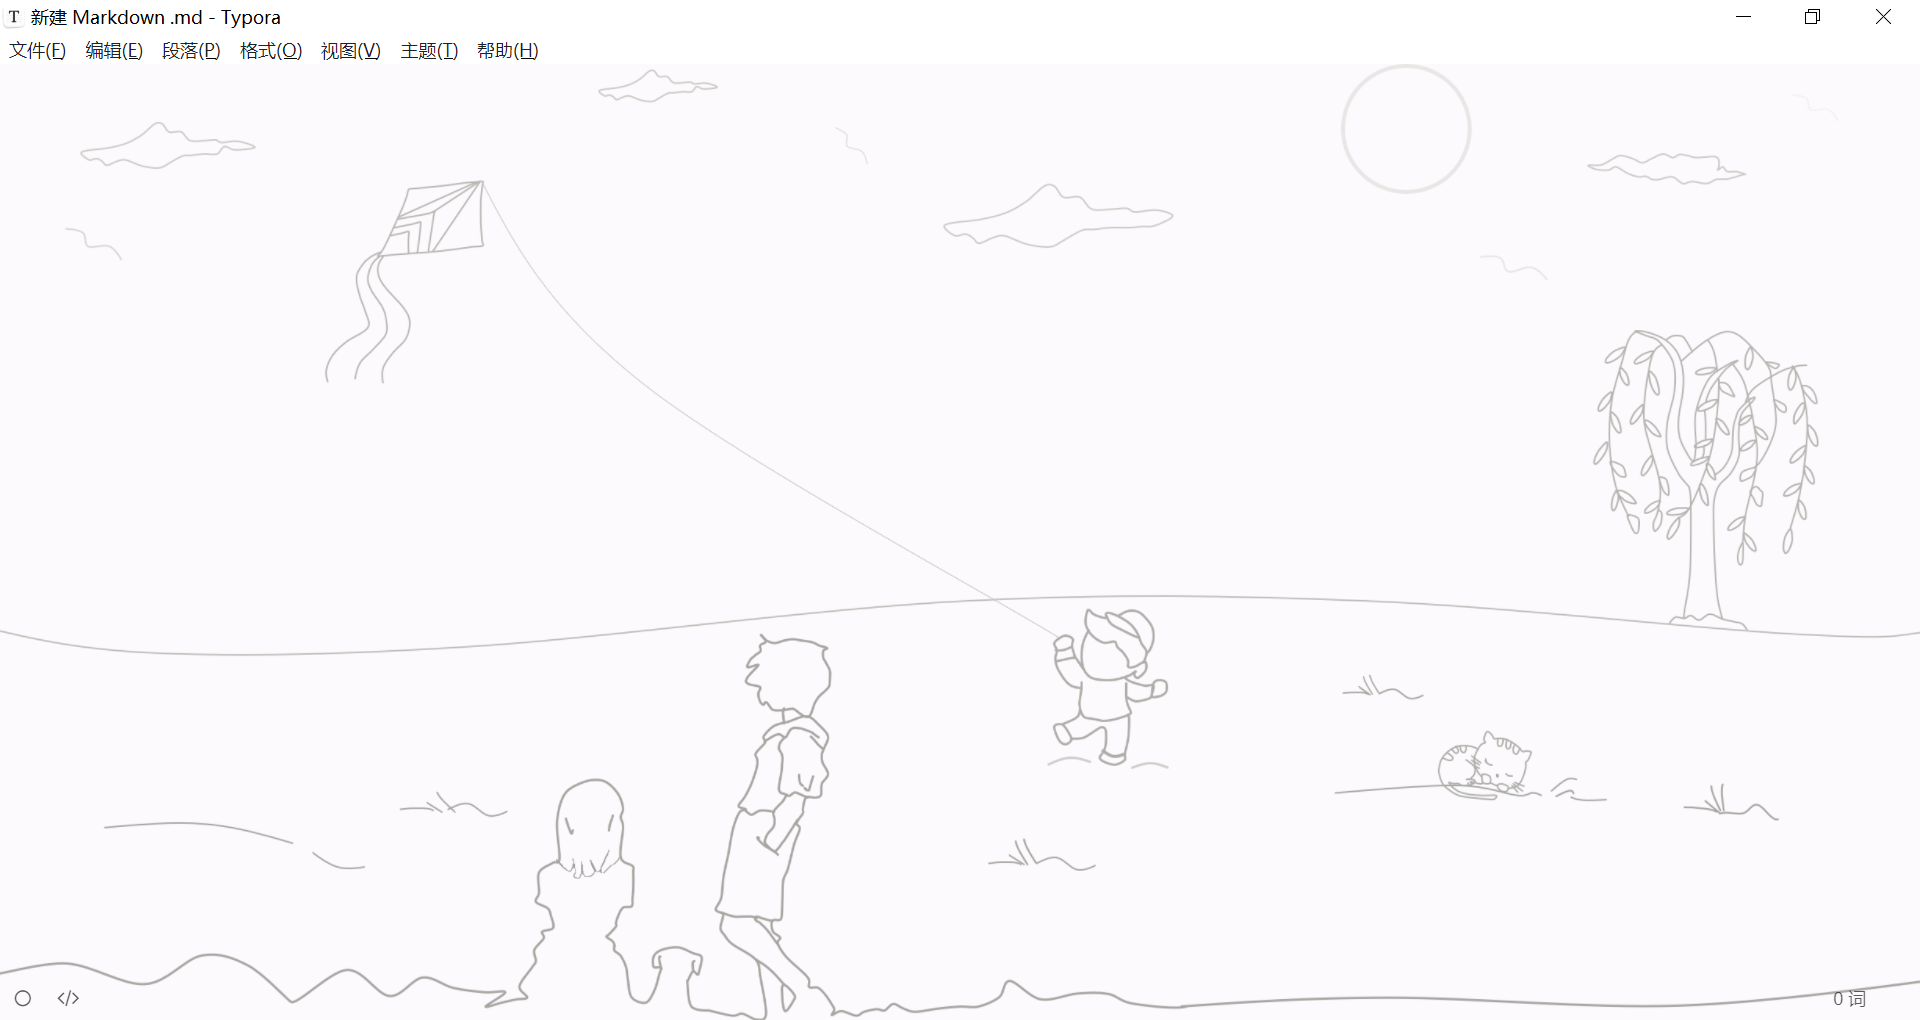 T 新建 Markdown .md - Typora
文件(F) 编辑(E) 段落(P) 格式(O) 视图(V) 主题(T) 帮助(H)
</> 0 词